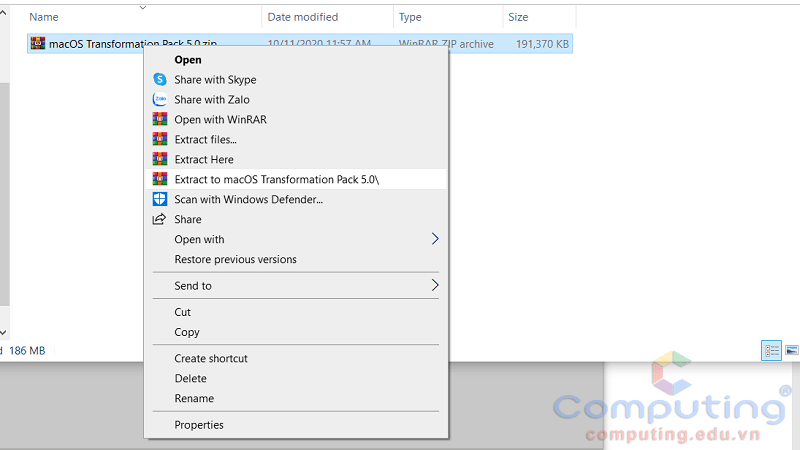 Name Date modified Type Size
macOS Transformation Pack 5.0.zip 10/11/2020 11:57 AM WinRAR ZIP archive 191,370 KB
Open
Share with Skype
Zalo Share with Zalo
Open with WinRAR
Extract files...
Extract Here
Extract to macOS Transformation Pack 5.0\
Scan with Windows Defender...
Share
Open with
Restore previous versions
Send to
Cut
Copy
Create shortcut
Delete
Rename
Properties
186 MB
Computing
computing.edu.vn